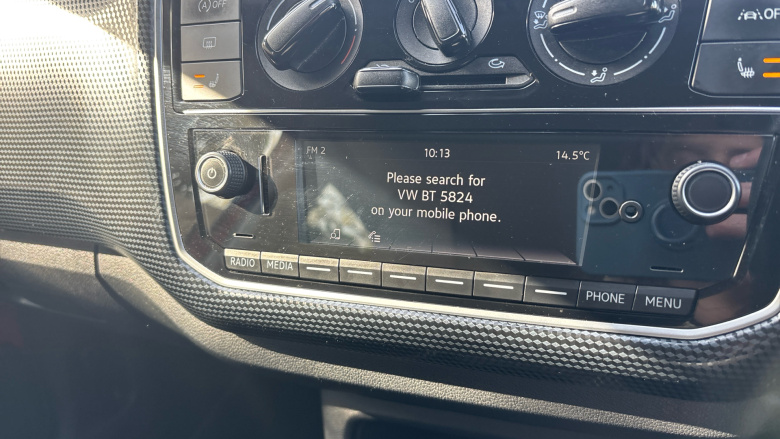 (A)OFF
OFF
FM 2
10:13
14.5°C
Please search for
VW BT 5824
on your mobile phone.
RADIO
MEDIA
PHONE
MENU